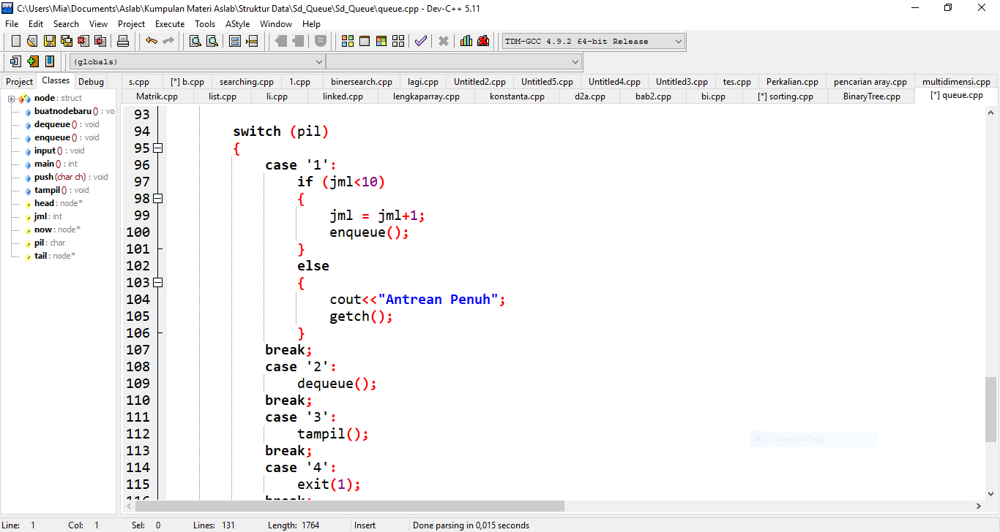 C:\Users\Mia\Documents\Aslab\Kumpulan Materi Aslab\Struktur Data\Sd_Queue\Sd_Queue\queue.cpp - Dev-C++ 5.11
File Edit Search View Project Execute Tools AStyle Window Help
TDM-GCC 4.9.2 64-bit Release
(globals)
Project Classes Debug
s.cpp [*] b.cpp searching.cpp 1.cpp binersearch.cpp lagi.cpp Untitled2.cpp Untitled5.cpp Untitled4.cpp Untitled3.cpp tes.cpp Perkalian.cpp pencarian aray.cpp multidimensi.cpp
Matrik.cpp list.cpp li.cpp linked.cpp lengkaparray.cpp konstanta.cpp d2a.cpp bab2.cpp bi.cpp [*] sorting.cpp BinaryTree.cpp [*] queue.cpp
node : struct
buatnodebaru () : vo
dequeue () : void
enqueue () : void
input () : void
main () : int
push (char ch) : void
tampil () : void
head : node*
jml : int
now : node*
pil : char
tail : node*
93
94 switch (pil)
95 {
96 case '1':
97 if (jml<10)
98 {
99 jml = jml+1;
100 enqueue();
101 }
102 else
103 {
104 cout<<"Antrean Penuh";
105 getch();
106 }
107 break;
108 case '2':
109 dequeue();
110 break;
111 case '3':
112 tampil();
113 break;
114 case '4':
115 exit(1);
116 break;
Window Snip
Line: 1 Col: 1 Sel: 0 Lines: 131 Length: 1764 Insert Done parsing in 0,015 seconds